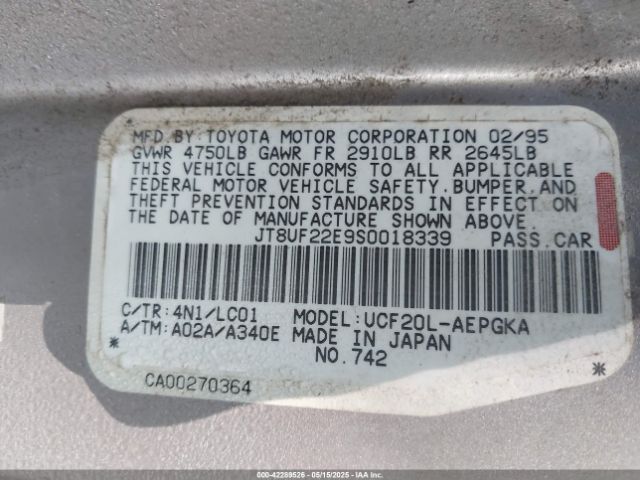 MFD.BY:TOYOTA MOTOR CORPORATION 02/95
GVWR 4750LB GAWR FR 2910LB RR 2645LB
THIS VEHICLE CONFORMS TO ALL APPLICABLE
FEDERAL MOTOR VEHICLE SAFETY.BUMPER,AND
THEFT PREVENTION STANDARDS IN EFFECT ON
THE DATE OF MANUFACTURE SHOWN ABOVE.
JT8UF22E9S0018339 PASS.CAR
C/TR:4N1/LC01 MODEL:UCF20L-AEPGKA
A/TM:A02A/A340E MADE IN JAPAN
* NO.742 *
CA00270364
000-42289526 - 05/15/2025 - IAAI.COM